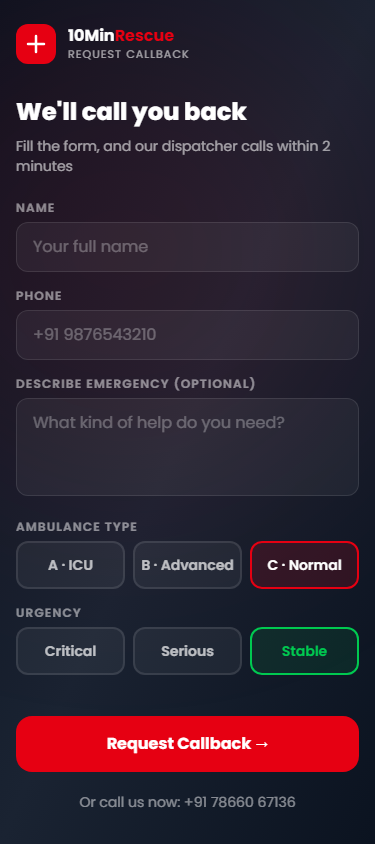 10MinRescue
REQUEST CALLBACK
We'll call you back
Fill the form, and our dispatcher calls within 2
minutes
NAME
Your full name
PHONE
+91 9876543210
DESCRIBE EMERGENCY (OPTIONAL)
What kind of help do you need?
AMBULANCE TYPE
A · ICU
B · Advanced
C · Normal
URGENCY
Critical
Serious
Stable
Request Callback →
Or call us now: +91 78660 67136